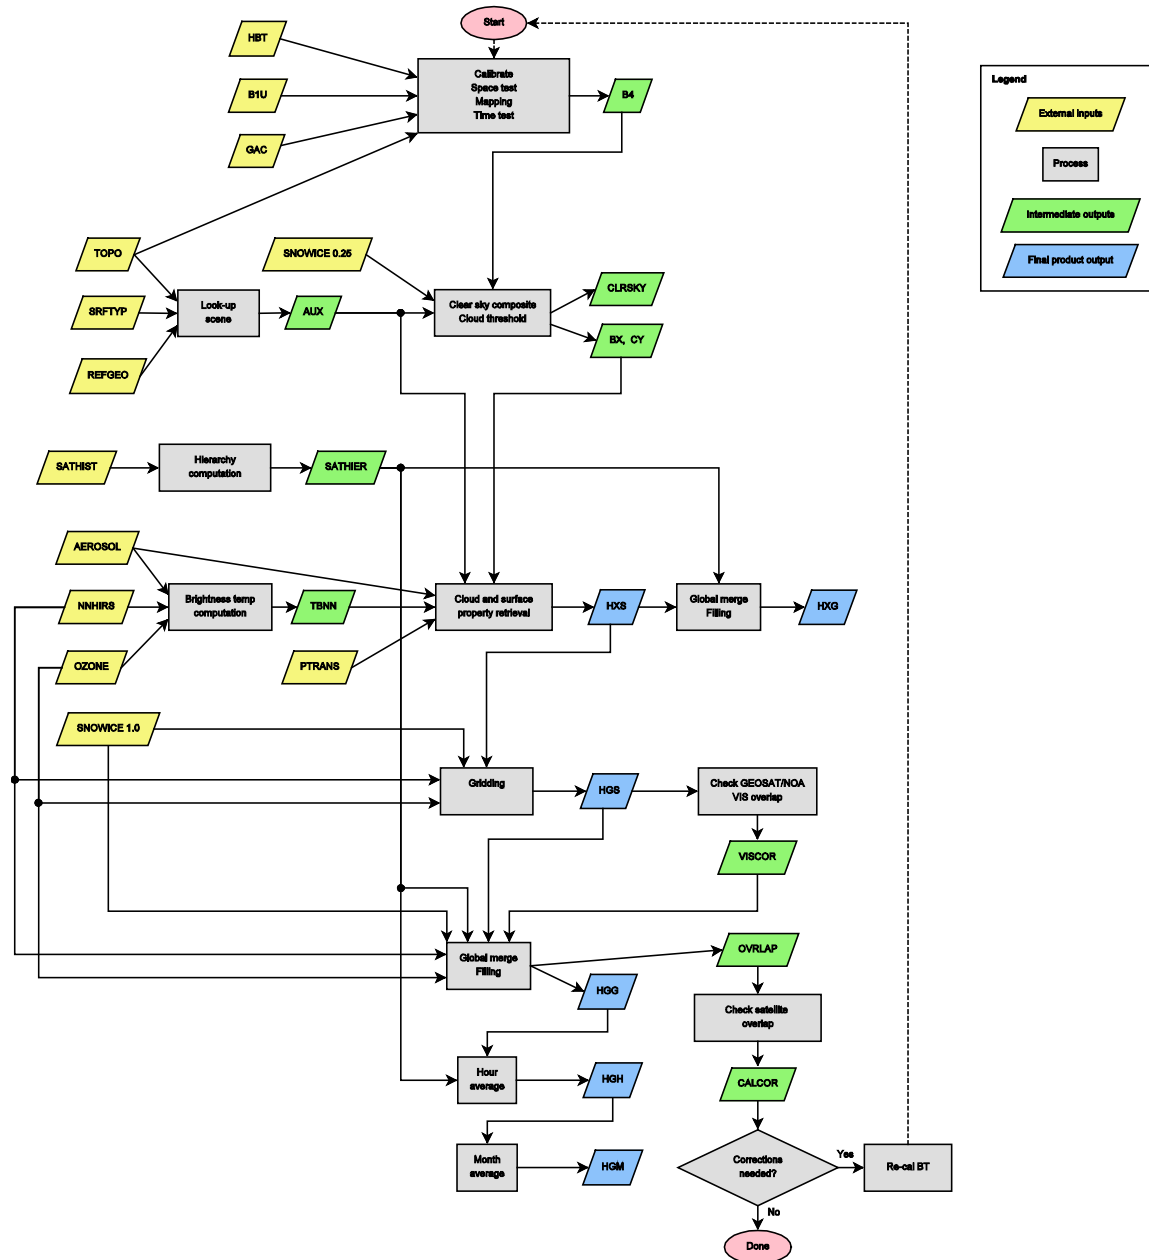 Start
HBT
Legend
Calibrate
Space test
Mapping
Time test
B1U
B4
External inputs
GAC
Process
Intermediate outputs
TOPO
SNOWICE 0.25
Final product output
CLRSKY
SRFTYP
Look-up
scene
AUX
Clear sky composite
Cloud threshold
BX, CY
REFGEO
SATHIST
Hierarchy
computation
SATHIER
AEROSOL
NNHIRS
Brightness temp
computation
TBNN
Cloud and surface
property retrieval
HXS
Global merge
Filling
HXG
OZONE
PTRANS
SNOWICE 1.0
Gridding
HGS
Check GEOSAT/NOA
VIS overlap
VISCOR
Global merge
Filling
OVRLAP
HGG
Check satellite
overlap
Hour
average
HGH
CALCOR
Month
average
HGM
Corrections
needed?
Yes
Re-cal BT
No
Done